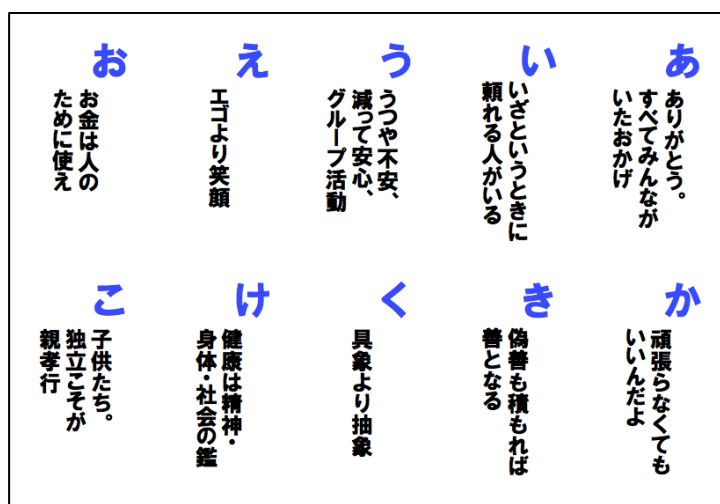 あ
ありがとう。
すべてみんなが
いたおかげ
い
いざというときに
頼れる人がいる
う
うつや不安、
減って安心、
グループ活動
え
エゴより笑顔
お
お金は人の
ために使え
か
頑張らなくても
いいんだよ
き
偽善も積もれば
善となる
く
具象より抽象
け
健康は精神・
身体・社会の鑑
こ
子供たち。
独立こそが
親孝行